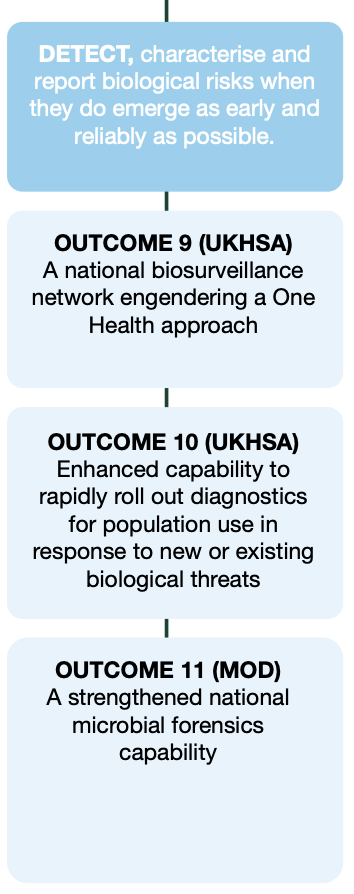 DETECT, characterise and
report biological risks when
they do emerge as early and
reliably as possible.
OUTCOME 9 (UKHSA)
A national biosurveillance
network engendering a One
Health approach
OUTCOME 10 (UKHSA)
Enhanced capability to
rapidly roll out diagnostics
for population use in
response to new or existing
biological threats
OUTCOME 11 (MOD)
A strengthened national
microbial forensics
capability